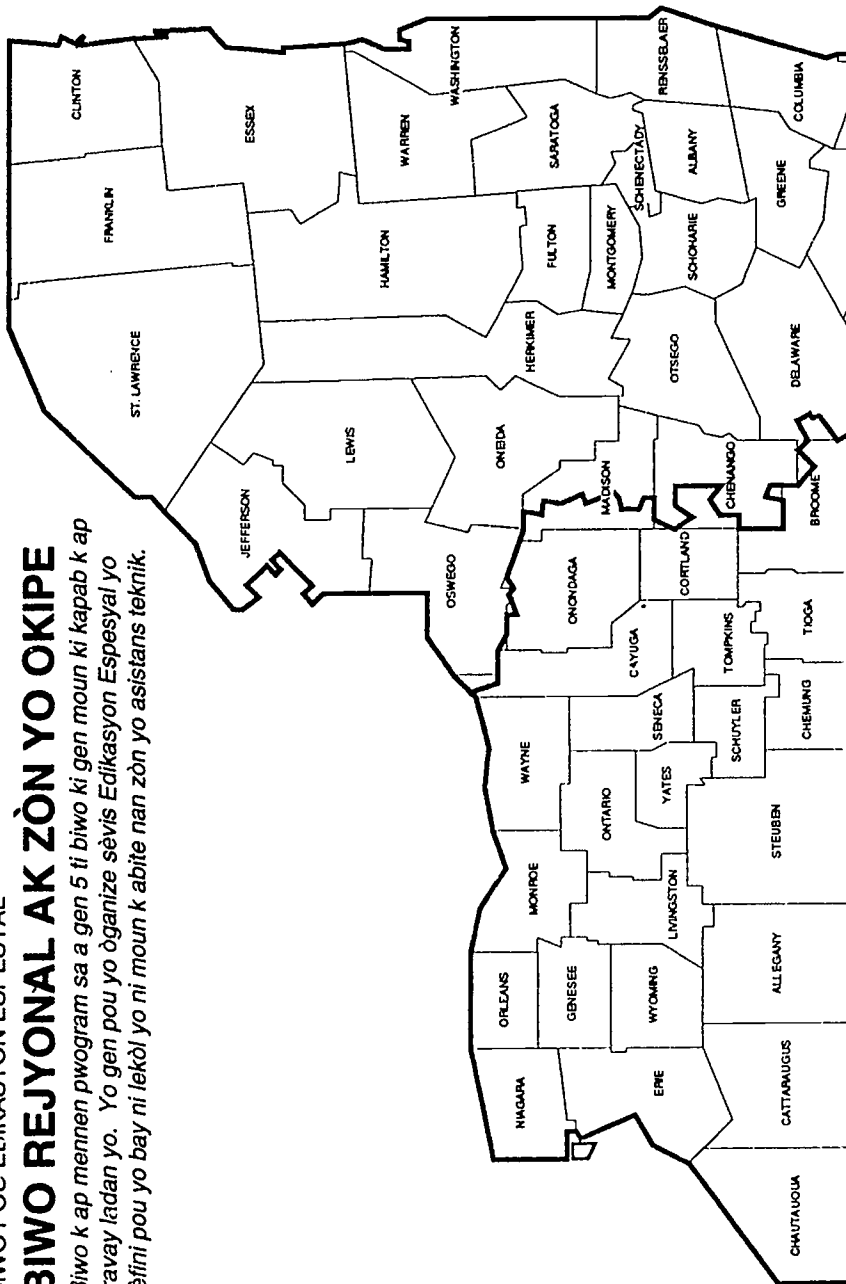 EDIKASYON ESPESYAL
BIWO REJYONAL AK ZÒN YO OKIPE
Biwo k ap mennen pwogram sa a gen 5 ti biwo ki gen moun ki kapab k ap
ravay ladan yo. Yo gen pou yo òganize sèvis Edikasyon Espesyal yo
èfini pou yo bay ni lekòl yo ni moun k abite nan zòn yo asistans teknik.
CLINTON
FRANKLIN
ST. LAWRENCE
ESSEX
JEFFERSON
LEWIS
HERKIMER
HAMILTON
WARREN
WASHINGTON
OSWEGO
ONEIDA
FULTON
SARATOGA
MONTGOMERY
SCHENECTADY
RENSSELAER
NIAGARA
ORLEANS
MONROE
WAYNE
ONONDAGA
MADISON
OTSEGO
SCHOHARIE
ALBANY
GENESEE
ONTARIO
SENECA
CAYUGA
CORTLAND
CHENANGO
ERIE
WYOMING
LIVINGSTON
YATES
TOMPKINS
SCHUYLER
DELAWARE
GREENE
COLUMBIA
CHAUTAUQUA
CATTARAUGUS
ALLEGANY
STEUBEN
CHEMUNG
TIOGA
BROOME